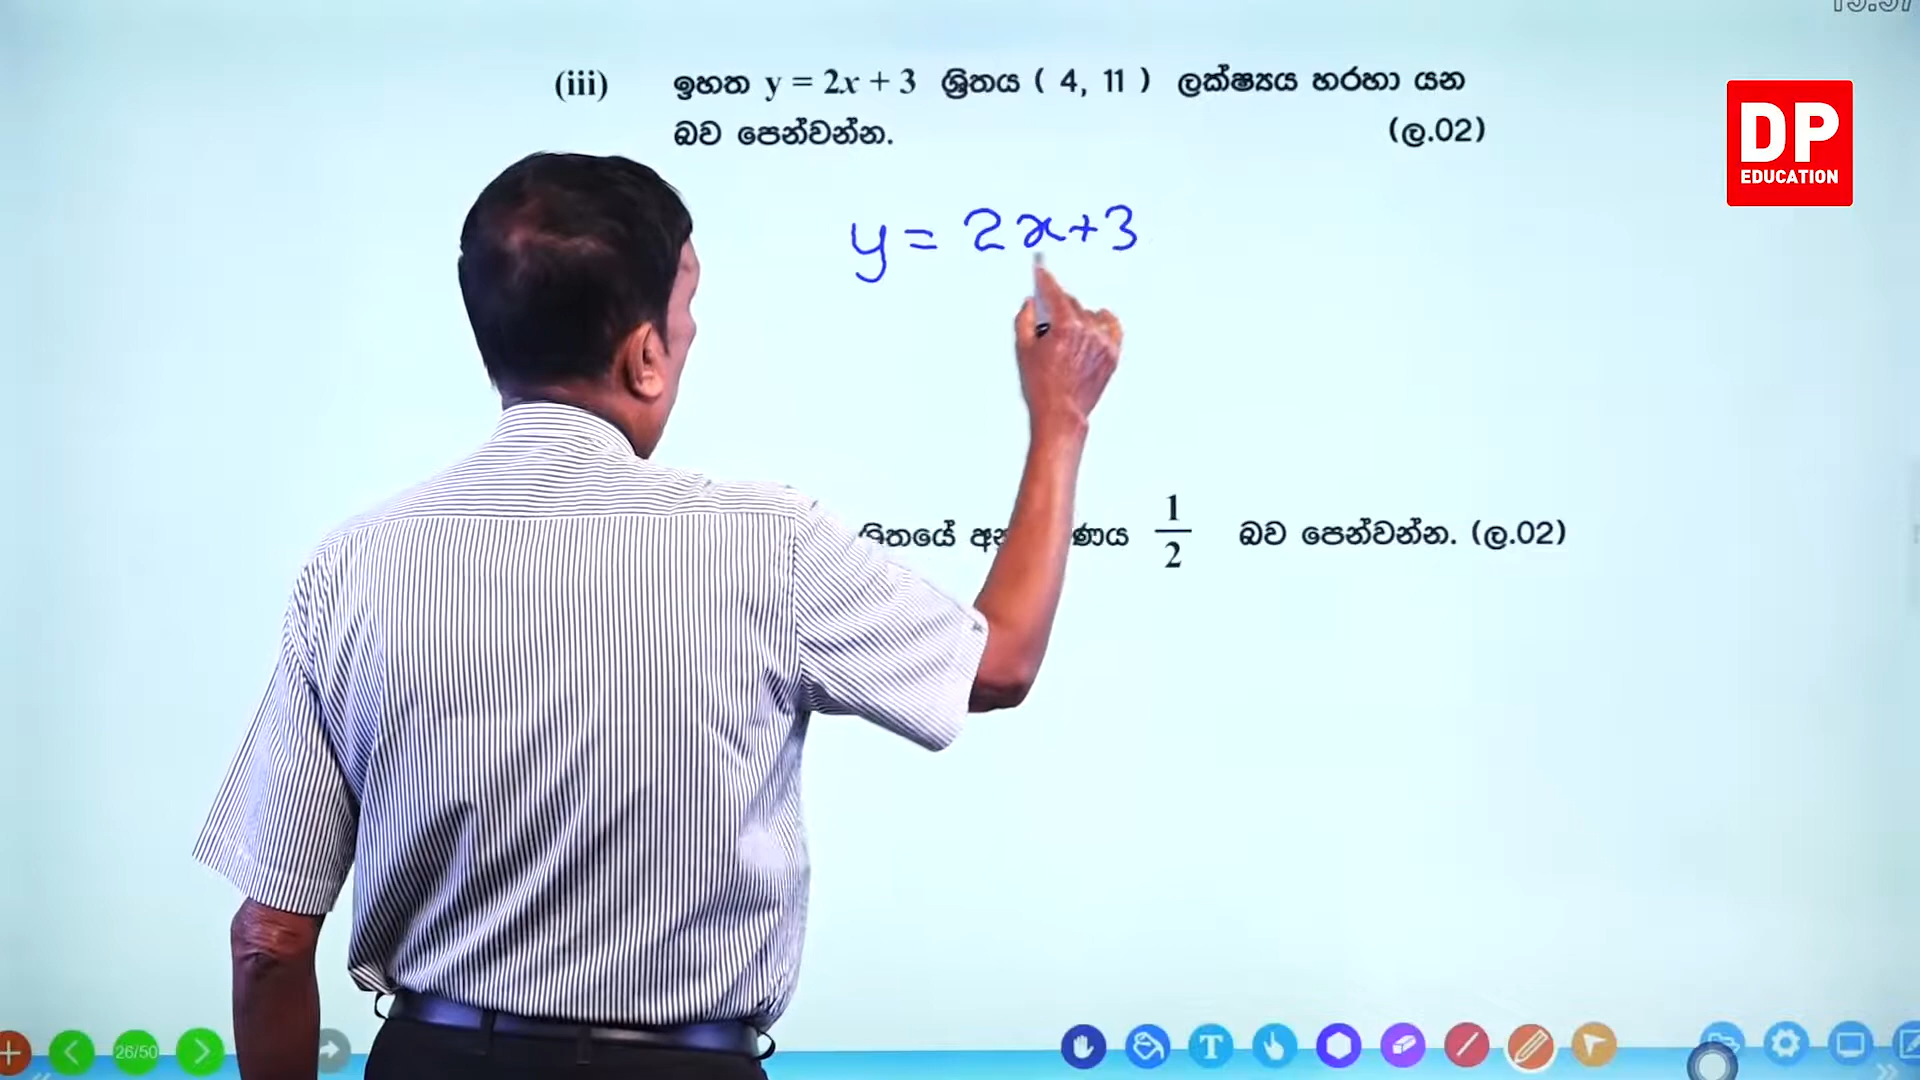 (iii) ඉහත y = 2x + 3 ශ්‍රිතය ( 4, 11 ) ලක්ෂ්‍යය හරහා යන
බව පෙන්වන්න. (ල.02)
DP
EDUCATION
y = 2x+3
1/2 බව පෙන්වන්න. (ල.02)
26/50
T